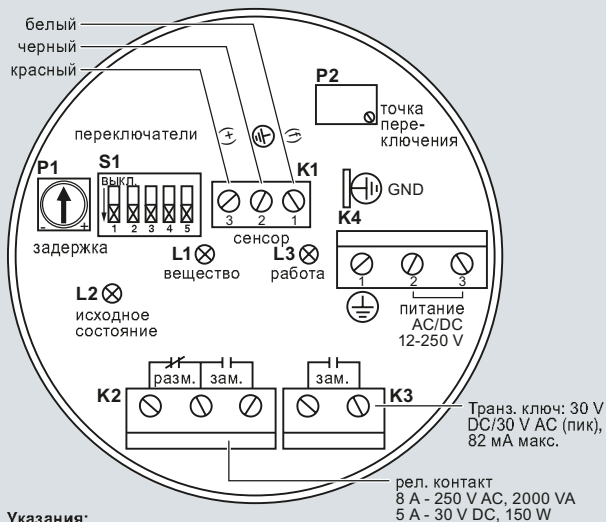 белый
черный
красный
P2
точка
пере-
ключения
переключатели
P1
S1
выкл.
K1
(+)
GND
- +
1 2 3 4 5
3 2 1
K4
задержка
сенсор
L1
L3
вещество
работа
1 2 3
L2
исходное
состояние
питание
AC/DC
12-250 V
разм. зам.
зам.
K2
K3
Транз. ключ: 30 V
DC/30 V AC (пик),
82 мА макс.
рел. контакт
8 A - 250 V AC, 2000 VA
5 A - 30 V DC, 150 W
Указания: